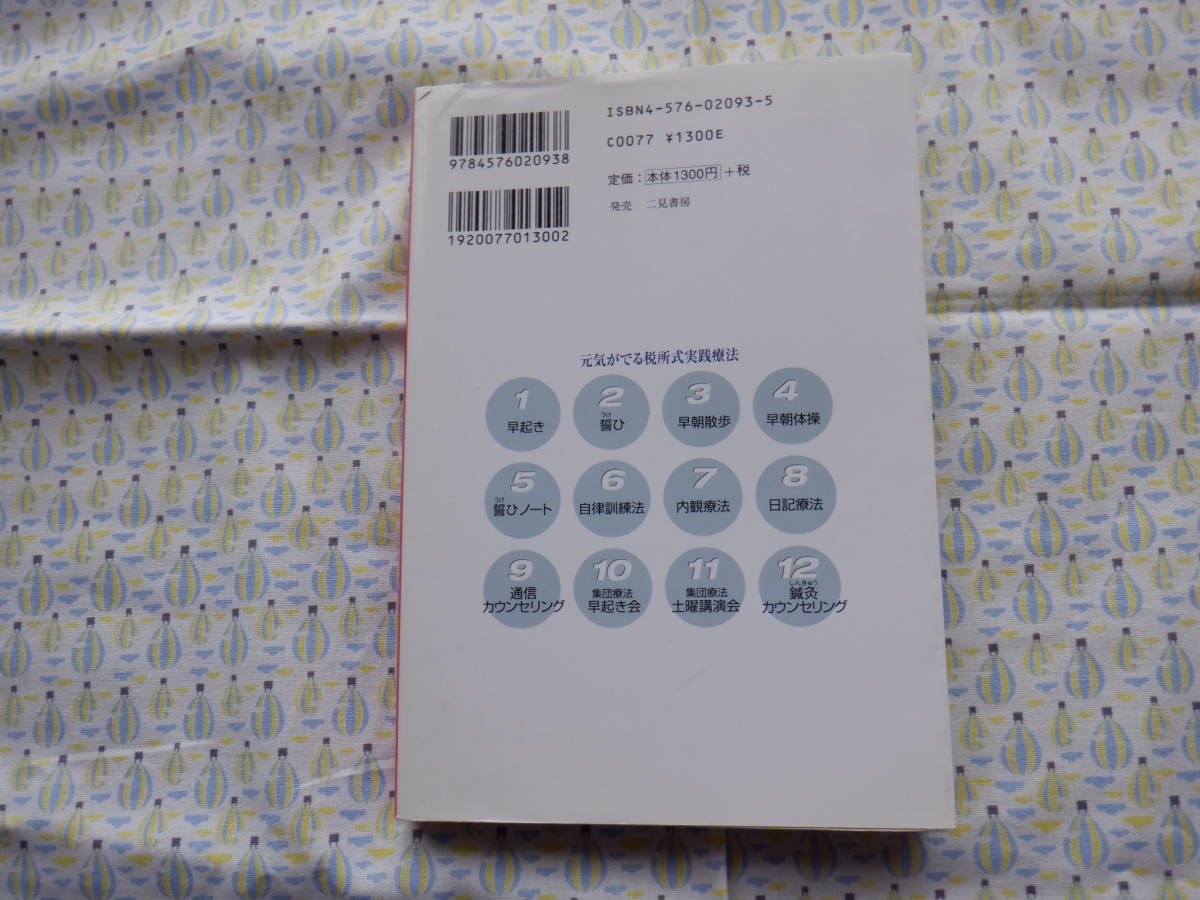 ISBN4-576-02093-5
C0077 ¥1300E
定価：本体1300円+税
発売 二見書房
9784576020938
1920077013002
元気がでる税所式実践療法
1
早起き
2
うけ
誓ひ
3
早朝散歩
4
早朝体操
5
うけ
誓ひノート
6
自律訓練法
7
内観療法
8
日記療法
9
通信
カウンセリング
10
集団療法
早起き会
11
集団療法
土曜講演会
12
しんきゅう
鍼灸
カウンセリング